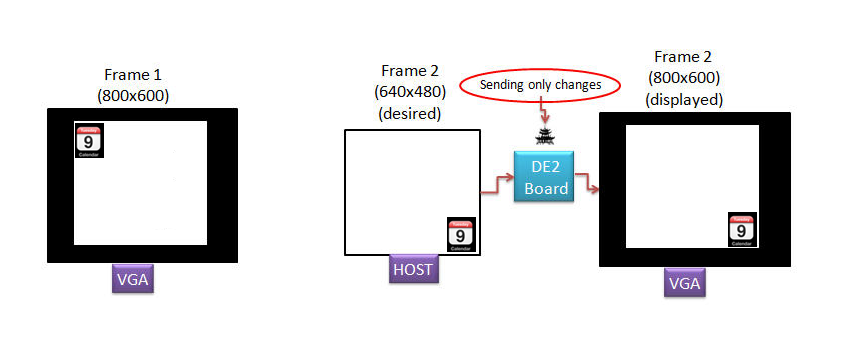 Frame 1
(800x600)
9
Calendar
VGA
Frame 2
(640x480)
(desired)
9
Calendar
HOST
Sending only changes
DE2
Board
Frame 2
(800x600)
(displayed)
9
Calendar
VGA